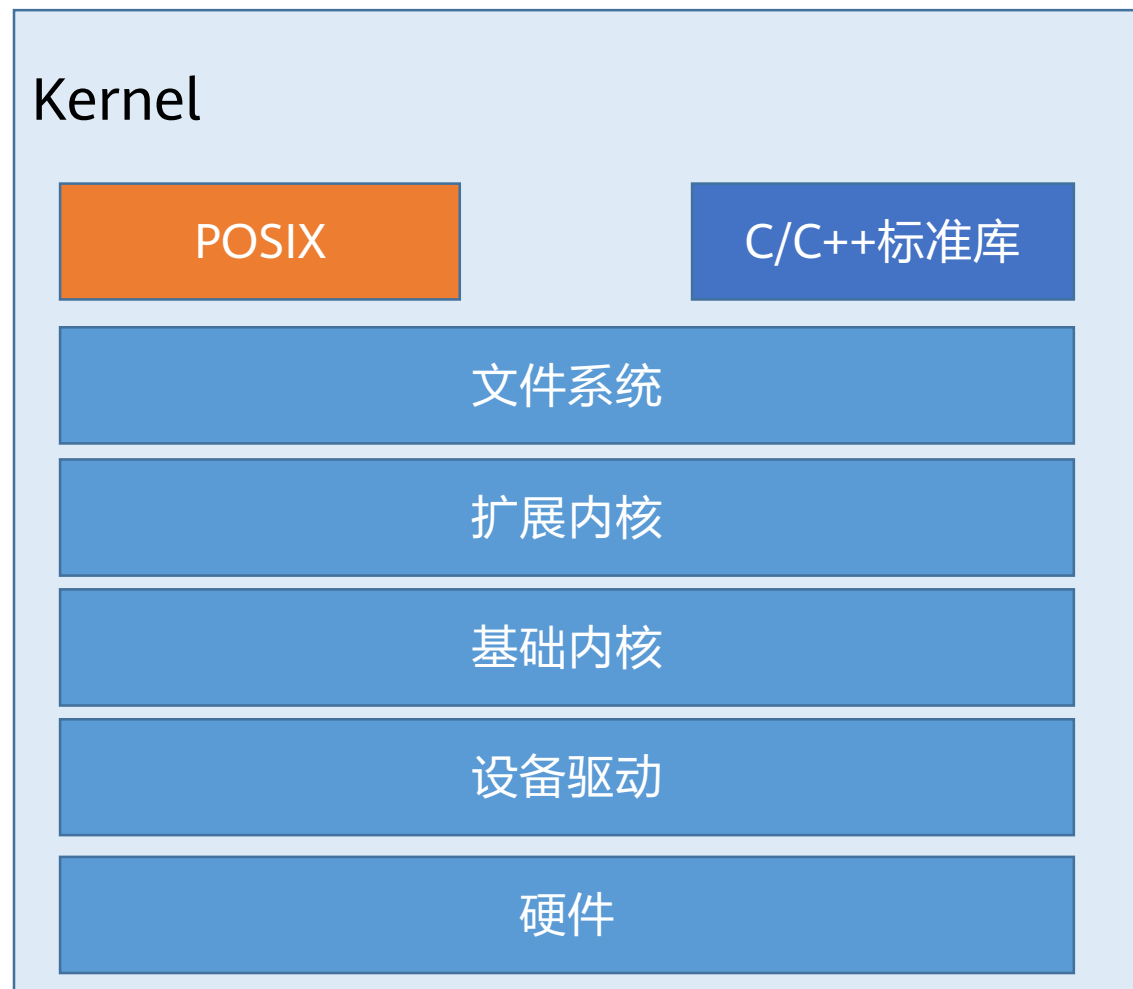 Kernel
POSIX
C/C++标准库
文件系统
扩展内核
基础内核
设备驱动
硬件